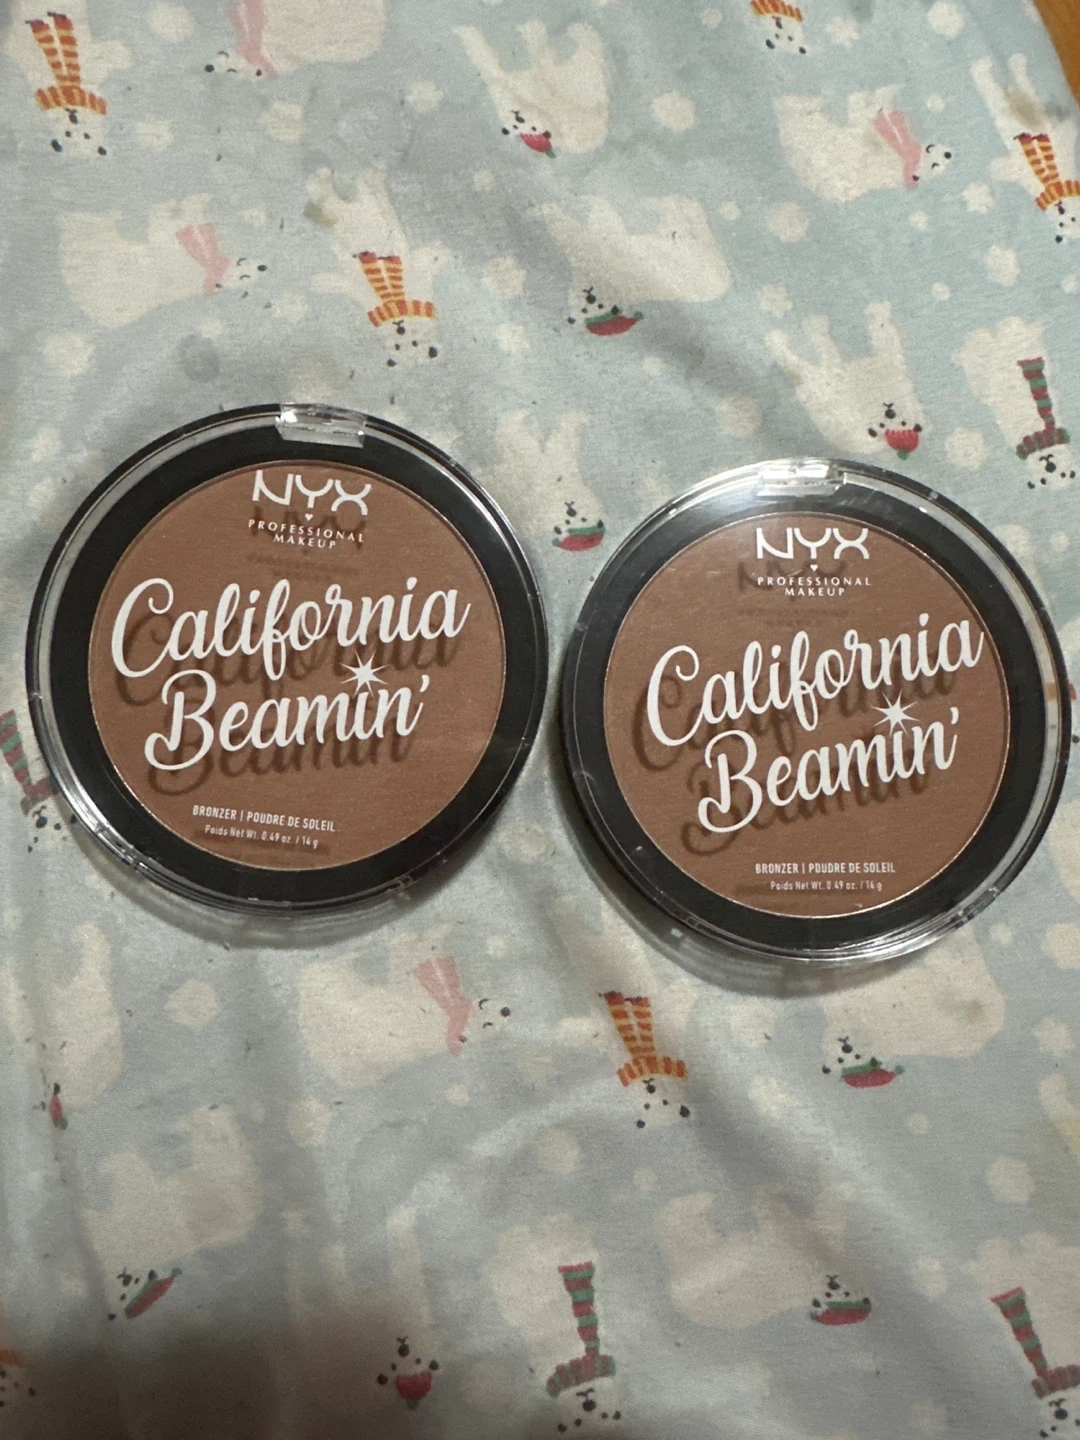 NYX
PROFESSIONAL
MAKEUP
California
Beamin'
BRONZER | POUDRE DE SOLEIL
Poids Net Wt. 0.49 oz. / 14 g
NYX
PROFESSIONAL
MAKEUP
California
Beamin'
BRONZER | POUDRE DE SOLEIL
Poids Net Wt. 0.49 oz. / 14 g